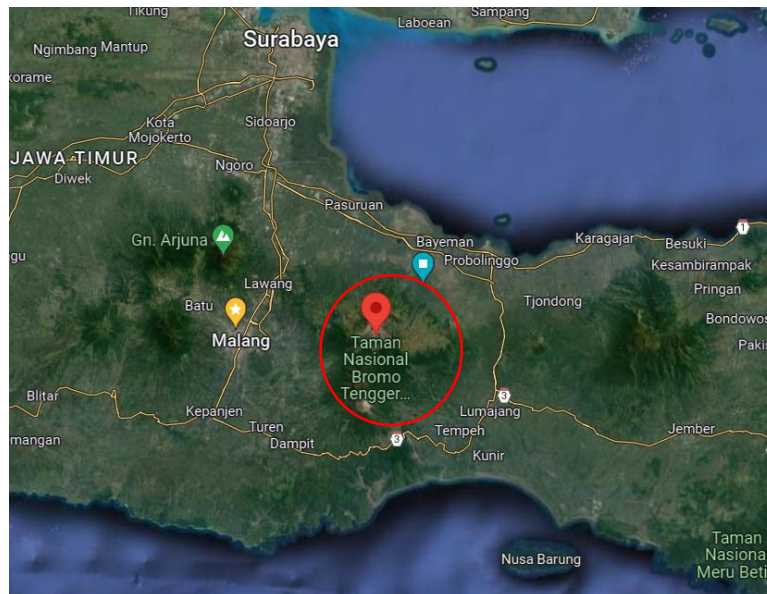 Tikung
Sampang
Laboean
Surabaya
Ngimbang Mantup
korame
Kota
Mojokerto
Sidoarjo
JAWA TIMUR
Ngoro
Diwek
Pasuruan
Gn. Arjuna
Bayeman
Karagajar
Besuki
1
gu
Probolinggo
Kesambirampak
Lawang
Pringan
Batu
Tjondong
Bondowos
Malang
Taman
Nasional
Bromo
Tengger...
Paki
Blitar
3
Kepanjen
Lumajang
Turen
Tempeh
Jember
emangan
Dampit
3
Kunir
Taman
Nasiona
Meru Beti
Nusa Barung